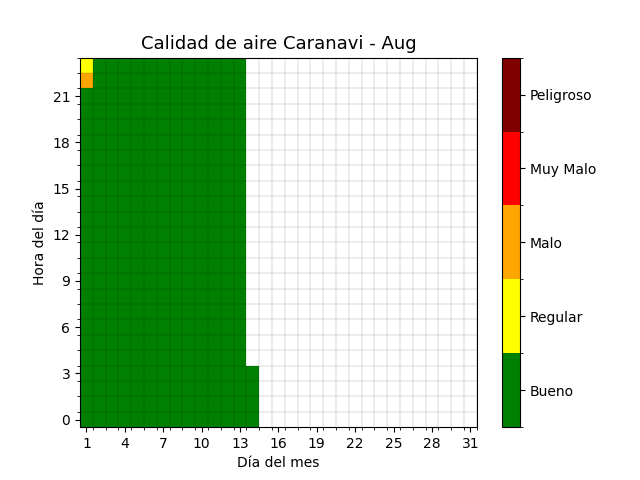 Calidad de aire Caranavi - Aug
Hora del día
21
18
15
12
9
6
3
0
1 4 7 10 13 16 19 22 25 28 31
Día del mes
Peligroso
Muy Malo
Malo
Regular
Bueno